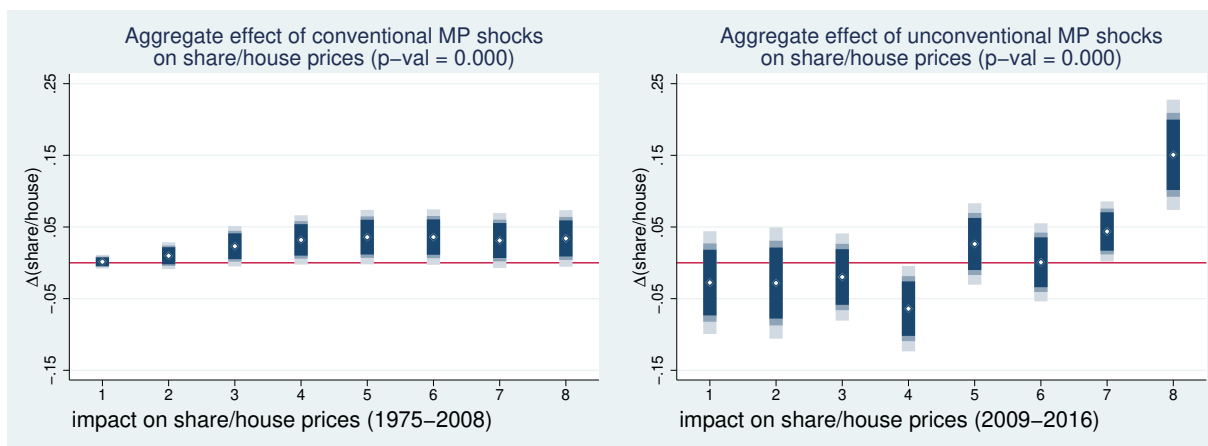 Aggregate effect of conventional MP shocks
on share/house prices (p−val = 0.000)
Δ(share/house)
.25
.15
.05
−.05
−.15
1 2 3 4 5 6 7 8
impact on share/house prices (1975−2008)
Aggregate effect of unconventional MP shocks
on share/house prices (p−val = 0.000)
Δ(share/house)
.25
.15
.05
−.05
−.15
1 2 3 4 5 6 7 8
impact on share/house prices (2009−2016)